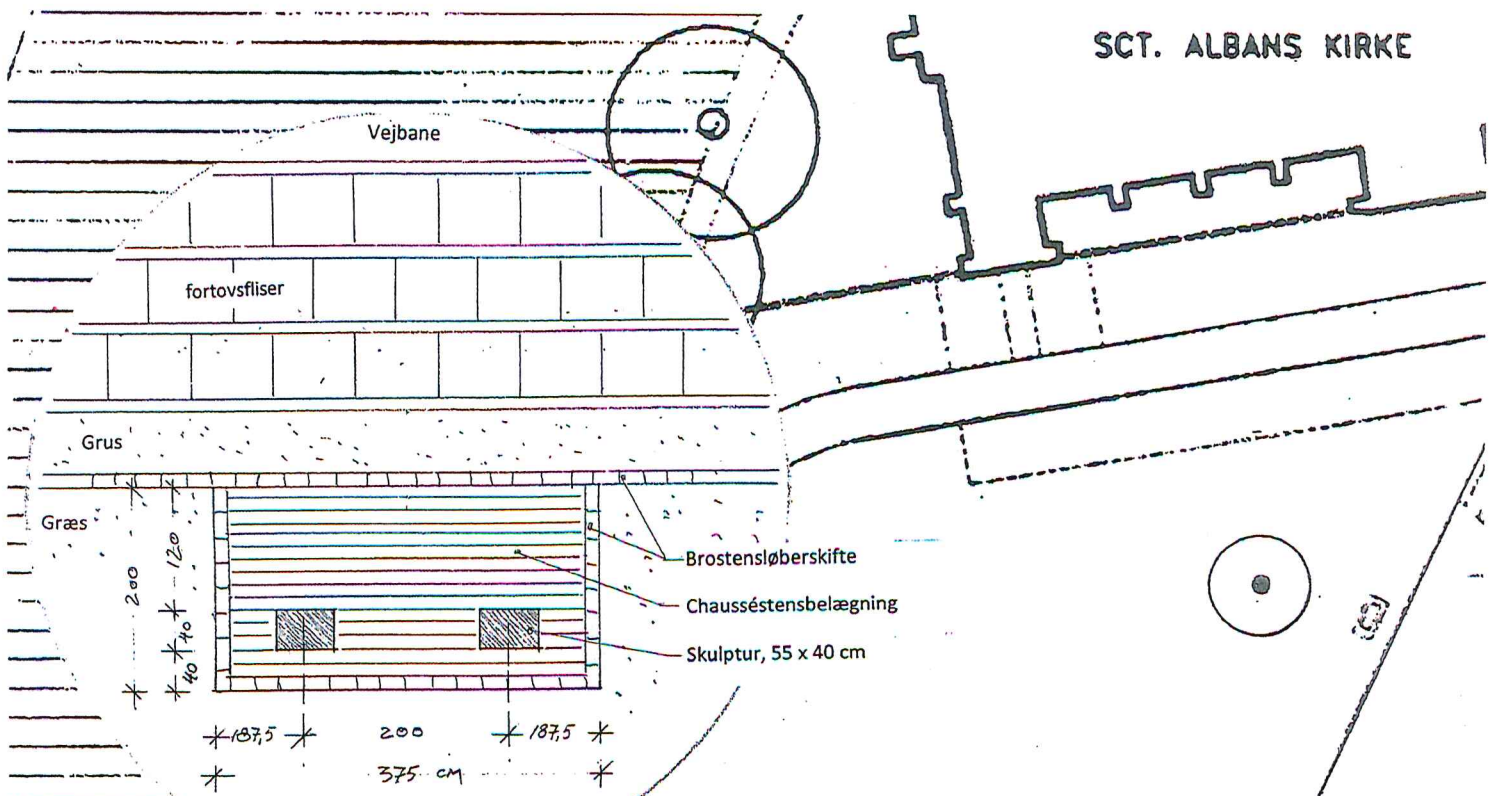 SCT. ALBANS KIRKE
Vejbane
fortovsfliser
Grus
Græs
200
120
40
40
Brostensløberskifte
Chausséstensbelægning
Skulptur, 55 x 40 cm
187,5
200
187,5
375 CM